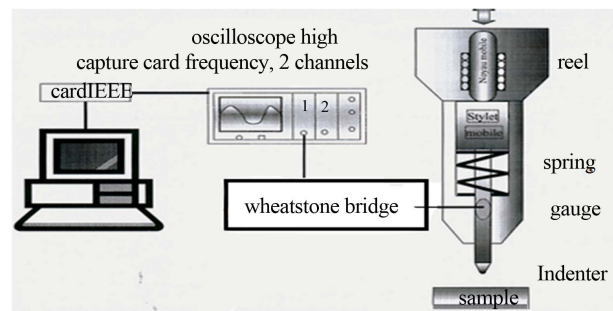 oscilloscope high
capture card frequency, 2 channels
cardIEEE
1 2
Noyau mobile
reel
Stylet
mobile
spring
wheatstone bridge
gauge
Indenter
sample